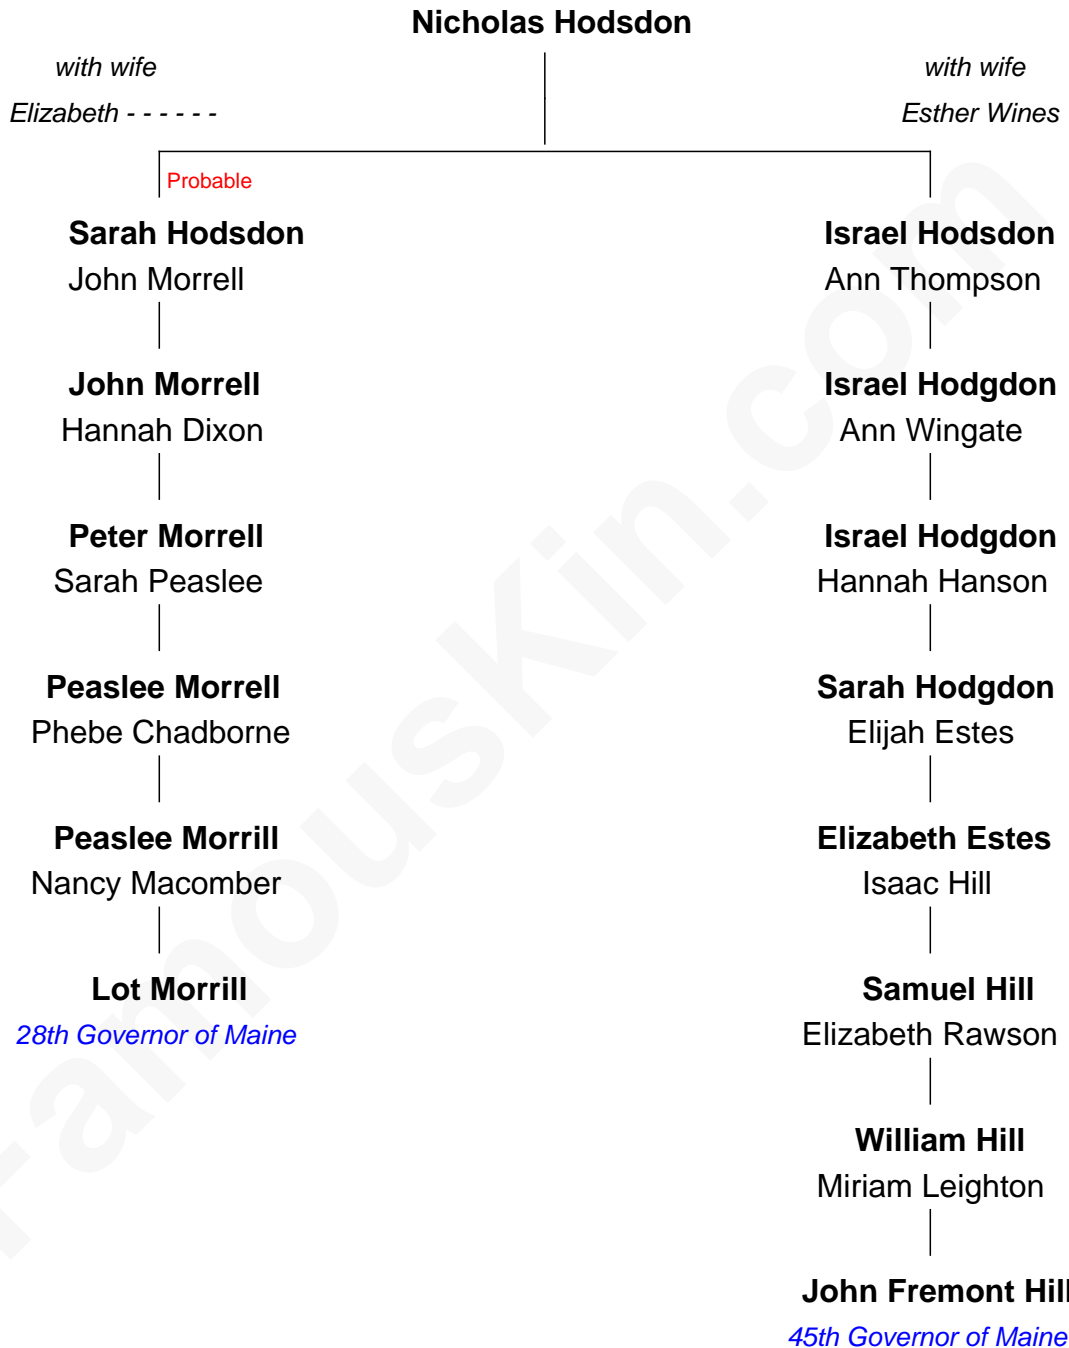 Nicholas Hodsdon
with wife
Elizabeth - - - - - -
with wife
Esther Wines
Probable
Sarah Hodsdon
John Morrell
John Morrell
Hannah Dixon
Peter Morrell
Sarah Peaslee
Peaslee Morrell
Phebe Chadborne
Peaslee Morrill
Nancy Macomber
Lot Morrill
28th Governor of Maine
Israel Hodsdon
Ann Thompson
Israel Hodgdon
Ann Wingate
Israel Hodgdon
Hannah Hanson
Sarah Hodgdon
Elijah Estes
Elizabeth Estes
Isaac Hill
Samuel Hill
Elizabeth Rawson
William Hill
Miriam Leighton
John Fremont Hill
45th Governor of Maine
FamousKin.com